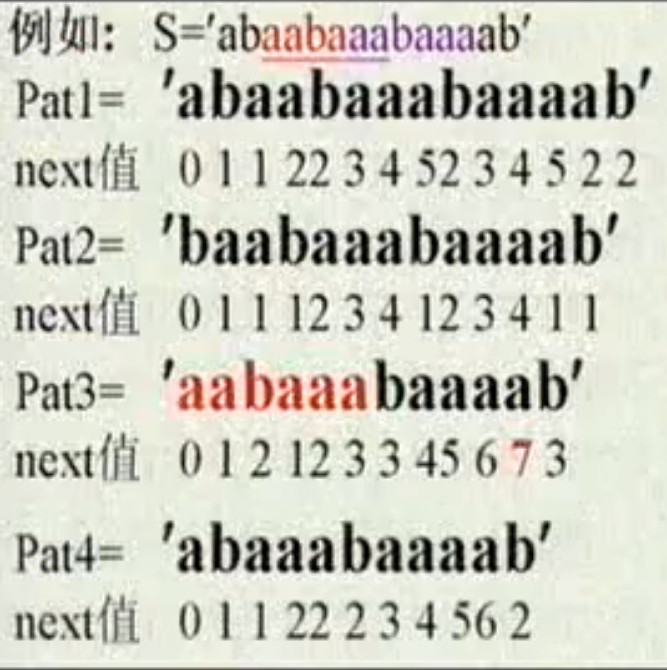 例如: S='abaabaaabaaaab'
Pat1= 'abaabaaabaaaab'
next值 0 1 1 22 3 4 52 3 4 5 2 2
Pat2= 'baabaaabaaaab'
next值 0 1 1 12 3 4 12 3 4 1 1
Pat3= 'aabaaabaaaab'
next值 0 1 2 12 3 3 45 6 7 3
Pat4= 'abaaabaaaab'
next值 0 1 1 22 2 3 4 56 2